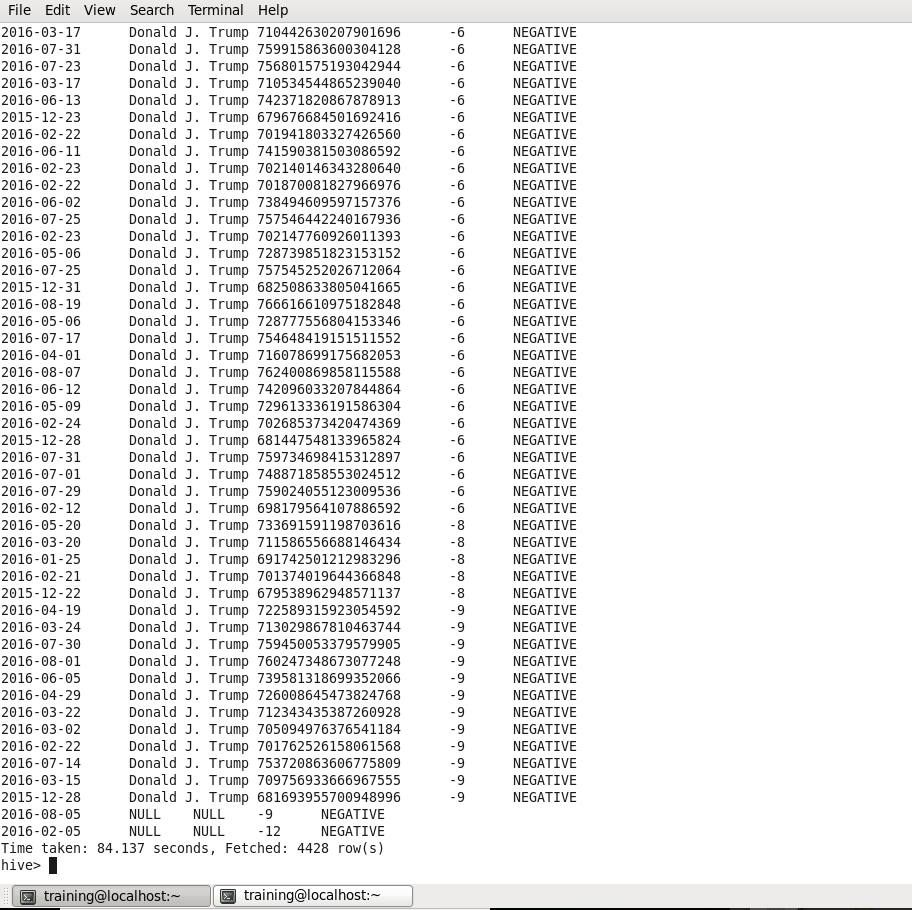 File Edit View Search Terminal Help
2016-03-17 Donald J. Trump 710442630207901696 -6 NEGATIVE
2016-07-31 Donald J. Trump 759915863600304128 -6 NEGATIVE
2016-07-23 Donald J. Trump 756801575193042944 -6 NEGATIVE
2016-03-17 Donald J. Trump 710534544865239040 -6 NEGATIVE
2016-06-13 Donald J. Trump 742371820867878913 -6 NEGATIVE
2015-12-23 Donald J. Trump 679676684501692416 -6 NEGATIVE
2016-02-22 Donald J. Trump 701941803327426560 -6 NEGATIVE
2016-06-11 Donald J. Trump 741590381503086592 -6 NEGATIVE
2016-02-23 Donald J. Trump 702140146343280640 -6 NEGATIVE
2016-02-22 Donald J. Trump 701870081827966976 -6 NEGATIVE
2016-06-02 Donald J. Trump 738494609597157376 -6 NEGATIVE
2016-07-25 Donald J. Trump 757546442240167936 -6 NEGATIVE
2016-02-23 Donald J. Trump 702147760926011393 -6 NEGATIVE
2016-05-06 Donald J. Trump 728739851823153152 -6 NEGATIVE
2016-07-25 Donald J. Trump 757545252026712064 -6 NEGATIVE
2015-12-31 Donald J. Trump 682508633805041665 -6 NEGATIVE
2016-08-19 Donald J. Trump 766616610975182848 -6 NEGATIVE
2016-05-06 Donald J. Trump 728777556804153346 -6 NEGATIVE
2016-07-17 Donald J. Trump 754648419151511552 -6 NEGATIVE
2016-04-01 Donald J. Trump 716078699175682053 -6 NEGATIVE
2016-08-07 Donald J. Trump 762400869858115588 -6 NEGATIVE
2016-06-12 Donald J. Trump 742096033207844864 -6 NEGATIVE
2016-05-09 Donald J. Trump 729613336191586304 -6 NEGATIVE
2016-02-24 Donald J. Trump 702685373420474369 -6 NEGATIVE
2015-12-28 Donald J. Trump 681447548133965824 -6 NEGATIVE
2016-07-31 Donald J. Trump 759734698415312897 -6 NEGATIVE
2016-07-01 Donald J. Trump 748871858553024512 -6 NEGATIVE
2016-07-29 Donald J. Trump 759024055123009536 -6 NEGATIVE
2016-02-12 Donald J. Trump 698179564107886592 -6 NEGATIVE
2016-05-20 Donald J. Trump 733691591198703616 -8 NEGATIVE
2016-03-20 Donald J. Trump 711586556688146434 -8 NEGATIVE
2016-01-25 Donald J. Trump 691742501212983296 -8 NEGATIVE
2016-02-21 Donald J. Trump 701374019644366848 -8 NEGATIVE
2015-12-22 Donald J. Trump 679538962948571137 -8 NEGATIVE
2016-04-19 Donald J. Trump 722589315923054592 -9 NEGATIVE
2016-03-24 Donald J. Trump 713029867810463744 -9 NEGATIVE
2016-07-30 Donald J. Trump 759450053379579905 -9 NEGATIVE
2016-08-01 Donald J. Trump 760247348673077248 -9 NEGATIVE
2016-06-05 Donald J. Trump 739581318699352066 -9 NEGATIVE
2016-04-29 Donald J. Trump 726008645473824768 -9 NEGATIVE
2016-03-22 Donald J. Trump 712343435387260928 -9 NEGATIVE
2016-03-02 Donald J. Trump 705094976376541184 -9 NEGATIVE
2016-02-22 Donald J. Trump 701762526158061568 -9 NEGATIVE
2016-07-14 Donald J. Trump 753720863606775809 -9 NEGATIVE
2016-03-15 Donald J. Trump 709756933666967555 -9 NEGATIVE
2015-12-28 Donald J. Trump 681693955700948996 -9 NEGATIVE
2016-08-05 NULL NULL -9 NEGATIVE
2016-02-05 NULL NULL -12 NEGATIVE
Time taken: 84.137 seconds, Fetched: 4428 row(s)
hive>
training@localhost:~ training@localhost:~